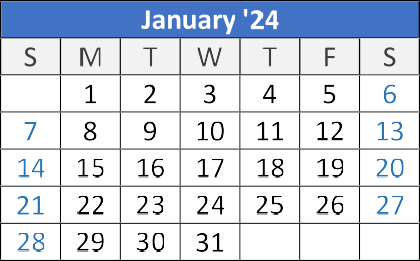 January '24
S M T W T F S
1 2 3 4 5 6
7 8 9 10 11 12 13
14 15 16 17 18 19 20
21 22 23 24 25 26 27
28 29 30 31